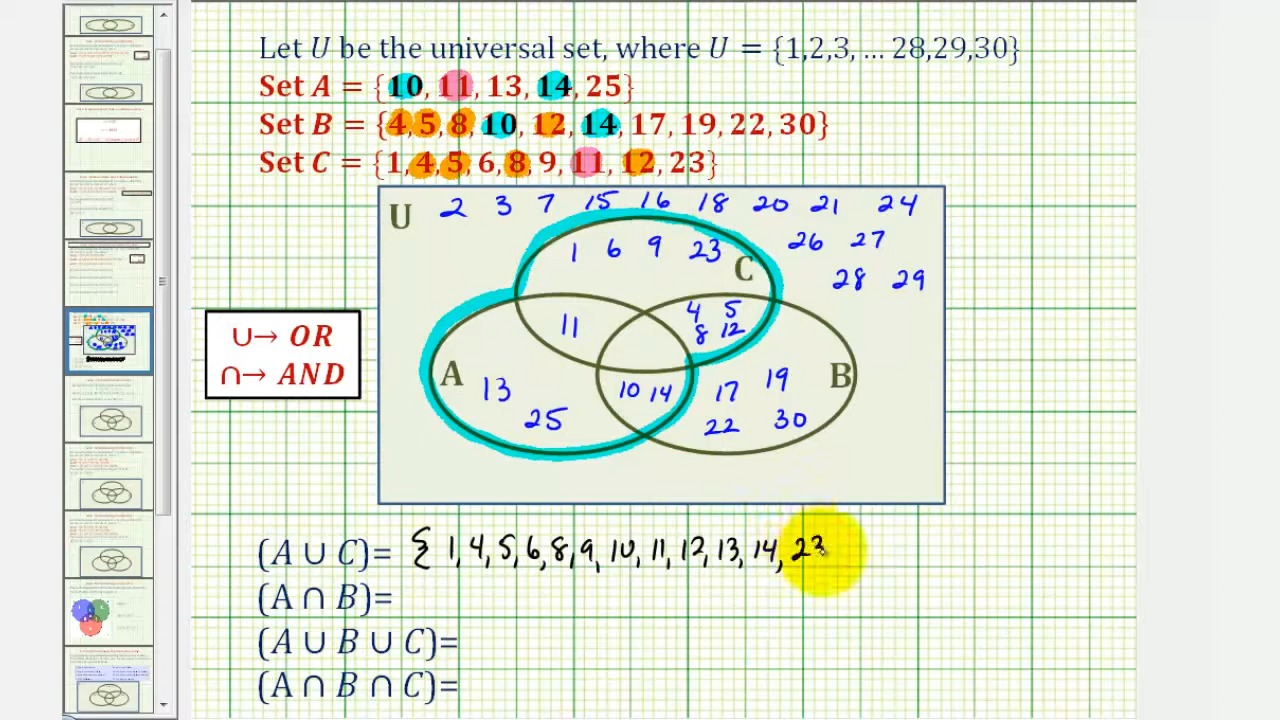 Let U be the universal set, where U = {1,2,3, ... 28,29,30}
Set A = {10, 11, 13, 14, 25}
Set B = {4, 5, 8, 10, 12, 14, 17, 19, 22, 30}
Set C = {1, 4, 5, 6, 8, 9, 11, 12, 23}
U 2 3 7 15 16 18 20 21 24
26 27
28 29
1 6 9 23 C
4 5
8 12
11
∪→ OR
∩→ AND
A 13 10 14 17 19 B
25 22 30
(A ∪ C)= { 1, 4, 5, 6, 8, 9, 10, 11, 12, 13, 14, 23
(A ∩ B)=
(A ∪ B ∪ C)=
(A ∩ B ∩ C)=